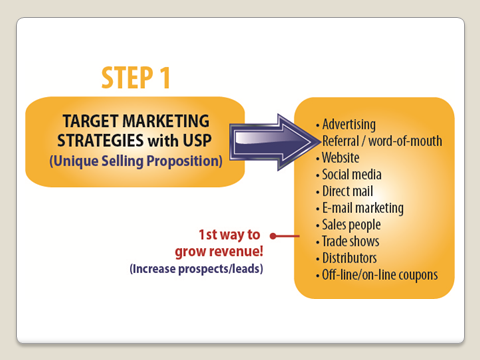 STEP 1
TARGET MARKETING
STRATEGIES with USP
(Unique Selling Proposition)
• Advertising
• Referral / word-of-mouth
• Website
• Social media
• Direct mail
• E-mail marketing
• Sales people
• Trade shows
• Distributors
• Off-line/on-line coupons
1st way to
grow revenue!
(Increase prospects/leads)